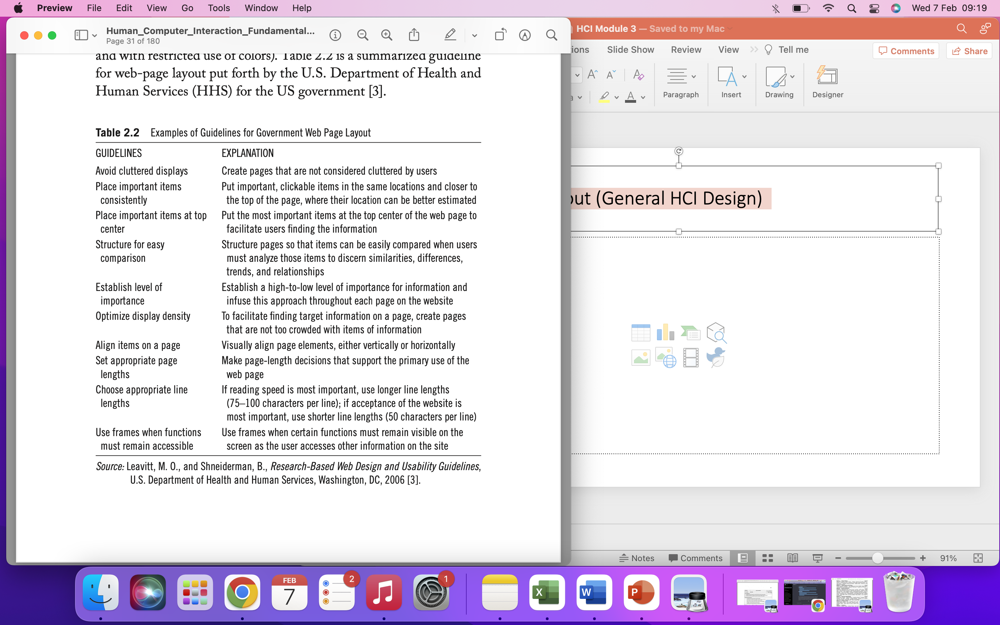 Preview File Edit View Go Tools Window Help Wed 7 Feb 09:19
Human_Computer_Interaction_Fundamental...
Page 31 of 180
and with restricted use of colors). Table 2.2 is a summarized guideline
for web-page layout put forth by the U.S. Department of Health and
Human Services (HHS) for the US government [3].
Table 2.2 Examples of Guidelines for Government Web Page Layout
GUIDELINES EXPLANATION
Avoid cluttered displays Create pages that are not considered cluttered by users
Place important items Put important, clickable items in the same locations and closer to
consistently the top of the page, where their location can be better estimated
Place important items at top Put the most important items at the top center of the web page to
center facilitate users finding the information
Structure for easy Structure pages so that items can be easily compared when users
comparison must analyze those items to discern similarities, differences,
trends, and relationships
Establish level of Establish a high-to-low level of importance for information and
importance infuse this approach throughout each page on the website
Optimize display density To facilitate finding target information on a page, create pages
that are not too crowded with items of information
Align items on a page Visually align page elements, either vertically or horizontally
Set appropriate page Make page-length decisions that support the primary use of the
lengths web page
Choose appropriate line If reading speed is most important, use longer line lengths
lengths (75–100 characters per line); if acceptance of the website is
most important, use shorter line lengths (50 characters per line)
Use frames when functions Use frames when certain functions must remain visible on the
must remain accessible screen as the user accesses other information on the site
Source: Leavitt, M. O., and Shneiderman, B., Research-Based Web Design and Usability Guidelines,
U.S. Department of Health and Human Services, Washington, DC, 2006 [3].
HCI Module 3 — Saved to my Mac
ions Slide Show Review View Tell me Comments Share
Paragraph Insert Drawing Designer
out (General HCI Design)
Notes Comments 91%
FEB
7
2
1
X
W
P